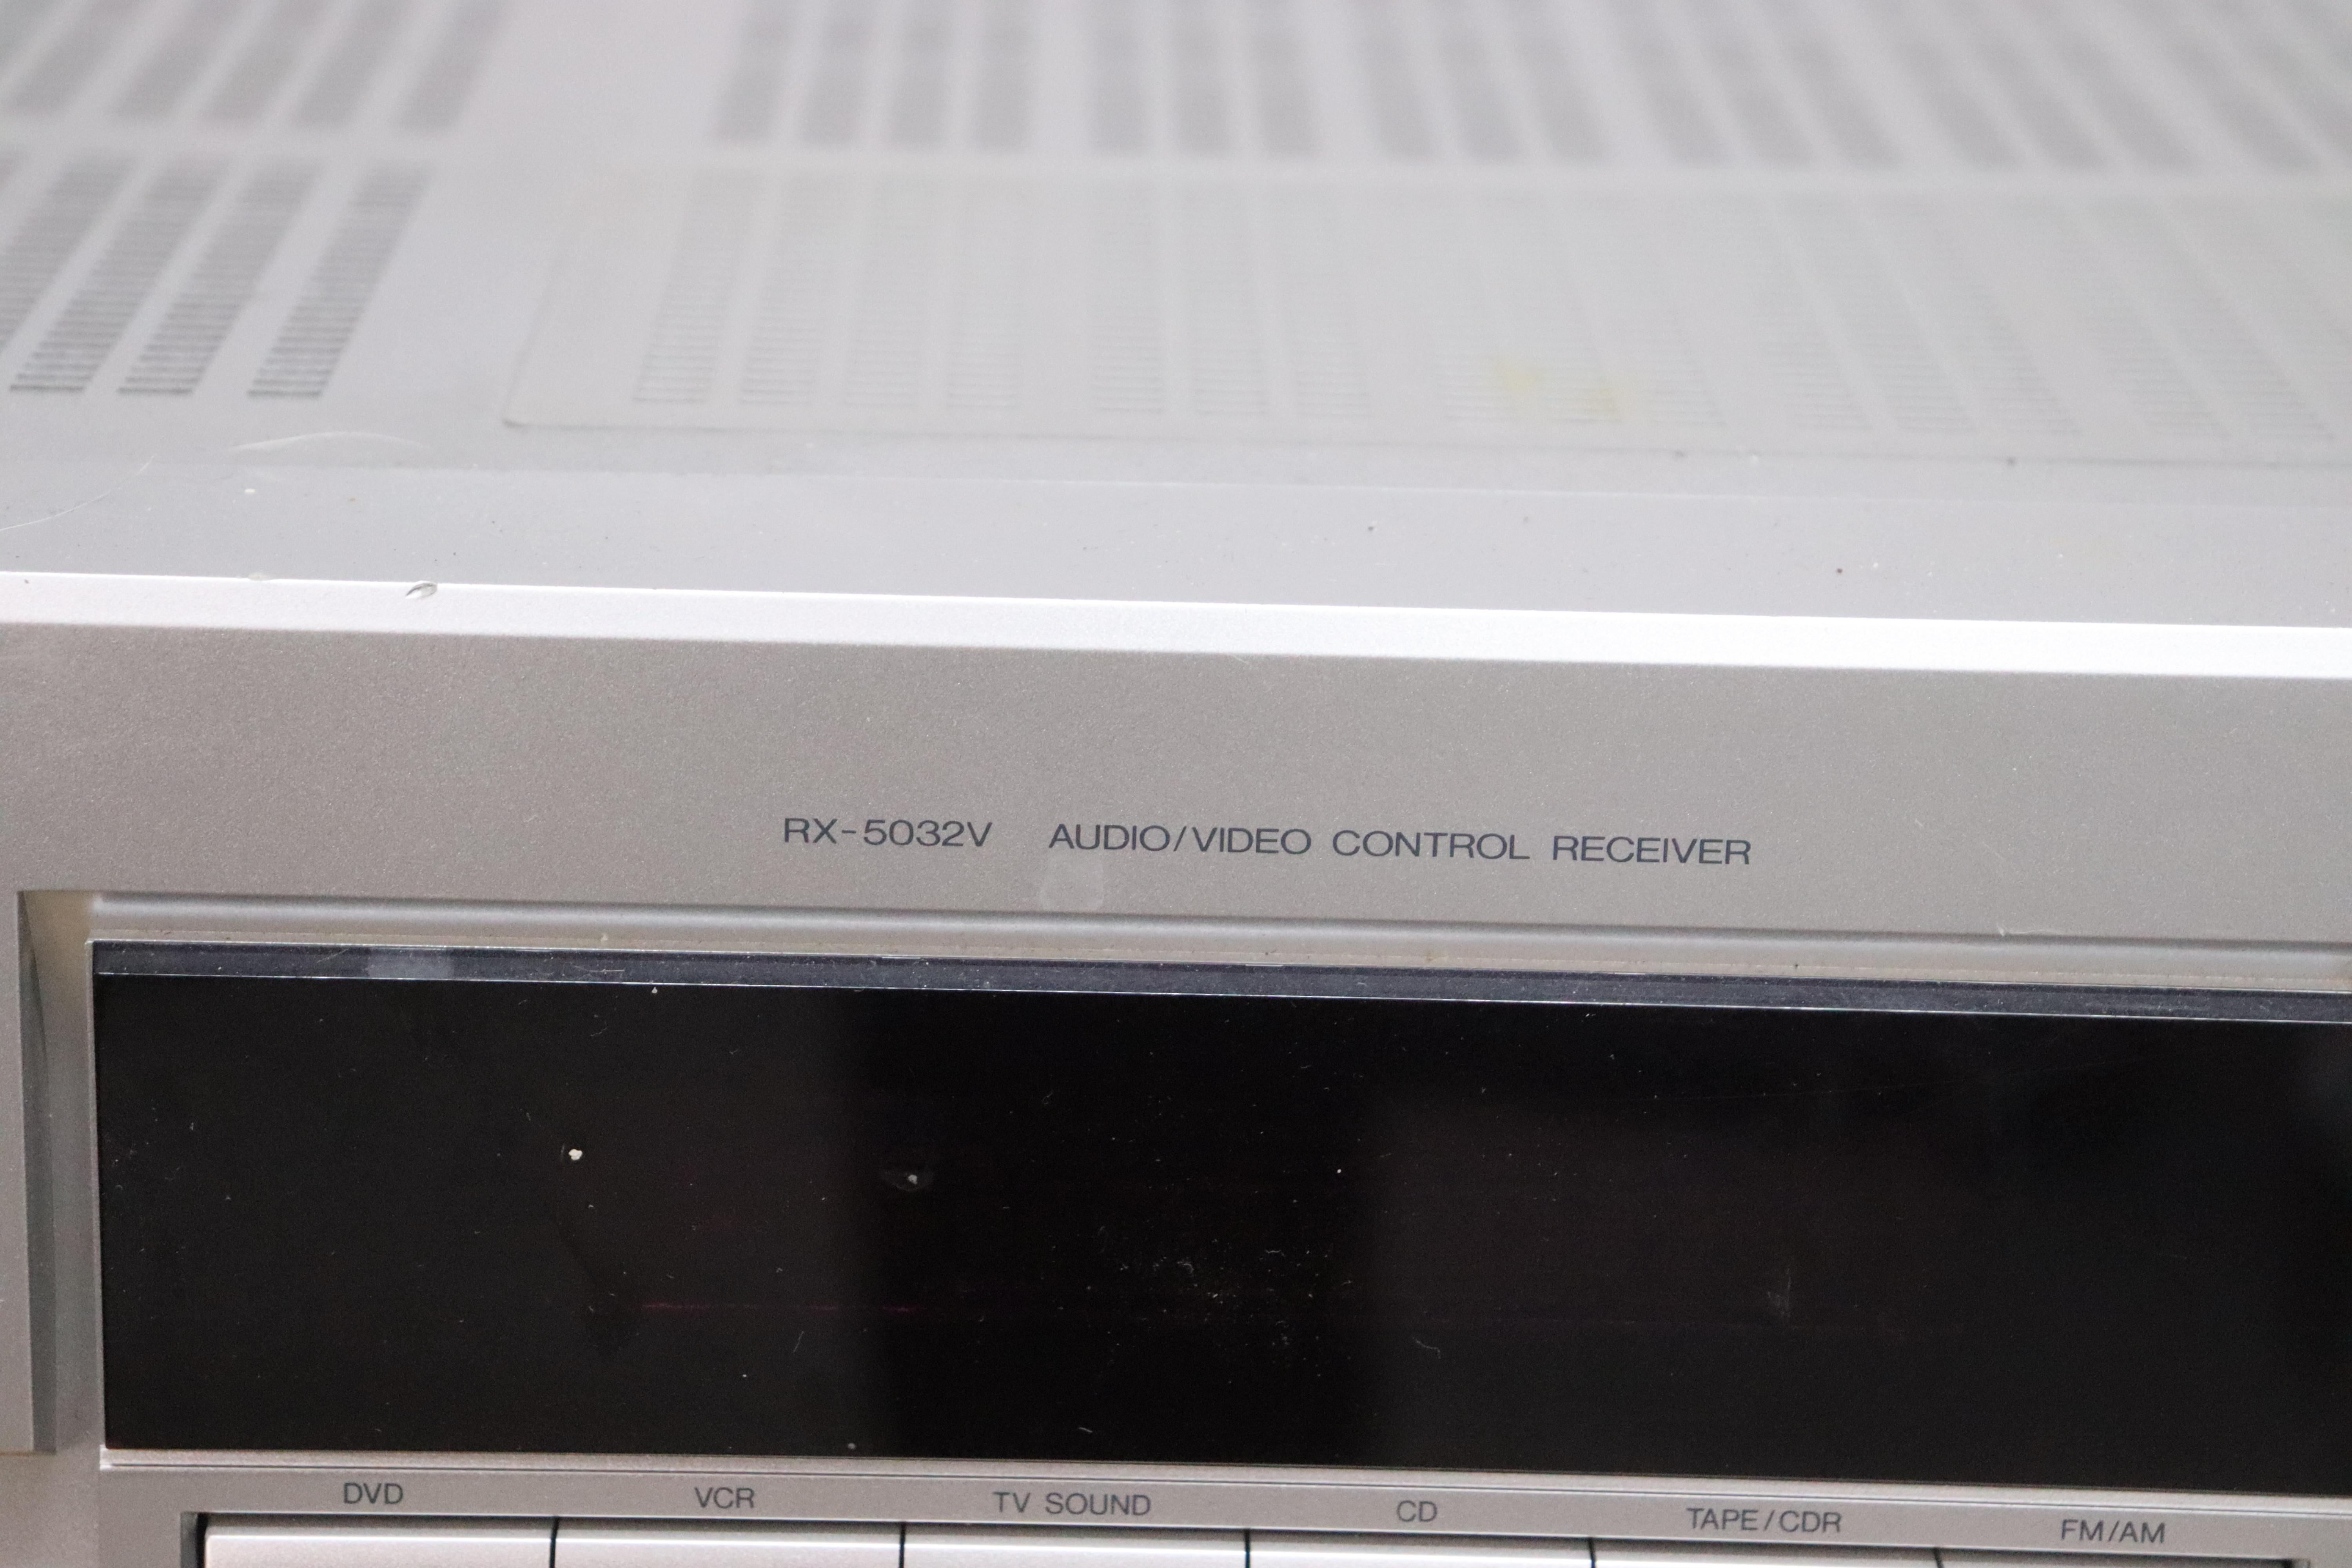 RX-5032V AUDIO/VIDEO CONTROL RECEIVER
DVD VCR TV SOUND CD TAPE/CDR FM/AM